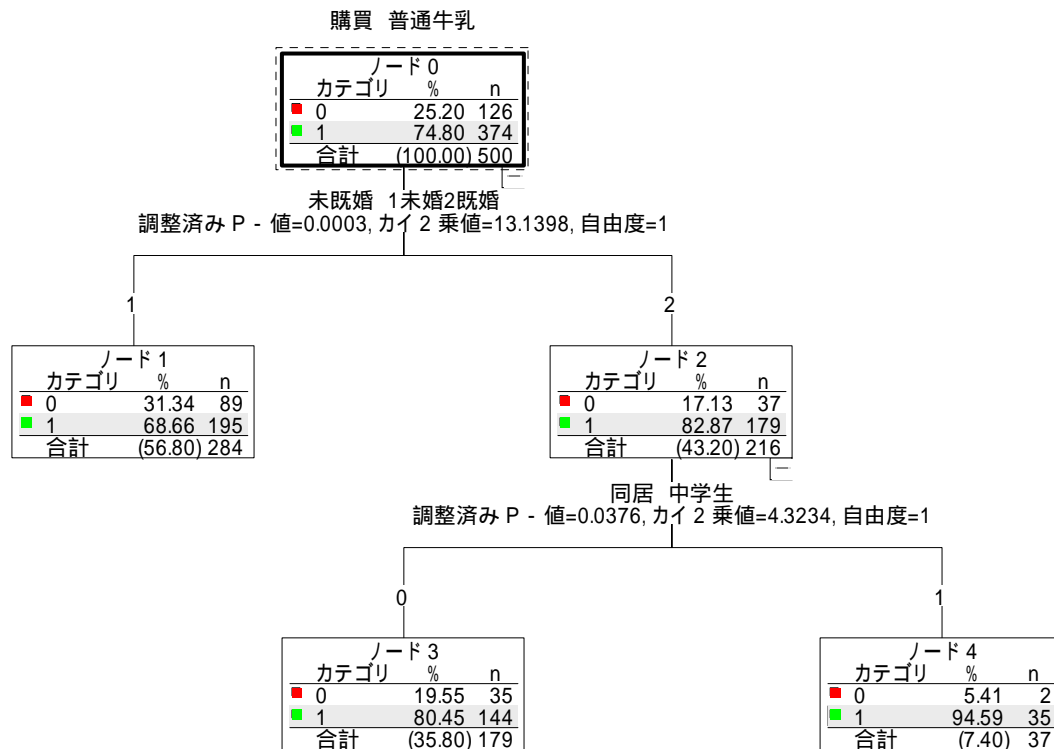 購買 普通牛乳
ノード 0
カテゴリ % n
0 25.20 126
1 74.80 374
合計 (100.00) 500
未既婚 1未婚2既婚
調整済み P - 値=0.0003, カイ 2 乗値=13.1398, 自由度=1
1 2
ノード 1
カテゴリ % n
0 31.34 89
1 68.66 195
合計 (56.80) 284
ノード 2
カテゴリ % n
0 17.13 37
1 82.87 179
合計 (43.20) 216
同居 中学生
調整済み P - 値=0.0376, カイ 2 乗値=4.3234, 自由度=1
0 1
ノード 3
カテゴリ % n
0 19.55 35
1 80.45 144
合計 (35.80) 179
ノード 4
カテゴリ % n
0 5.41 2
1 94.59 35
合計 (7.40) 37